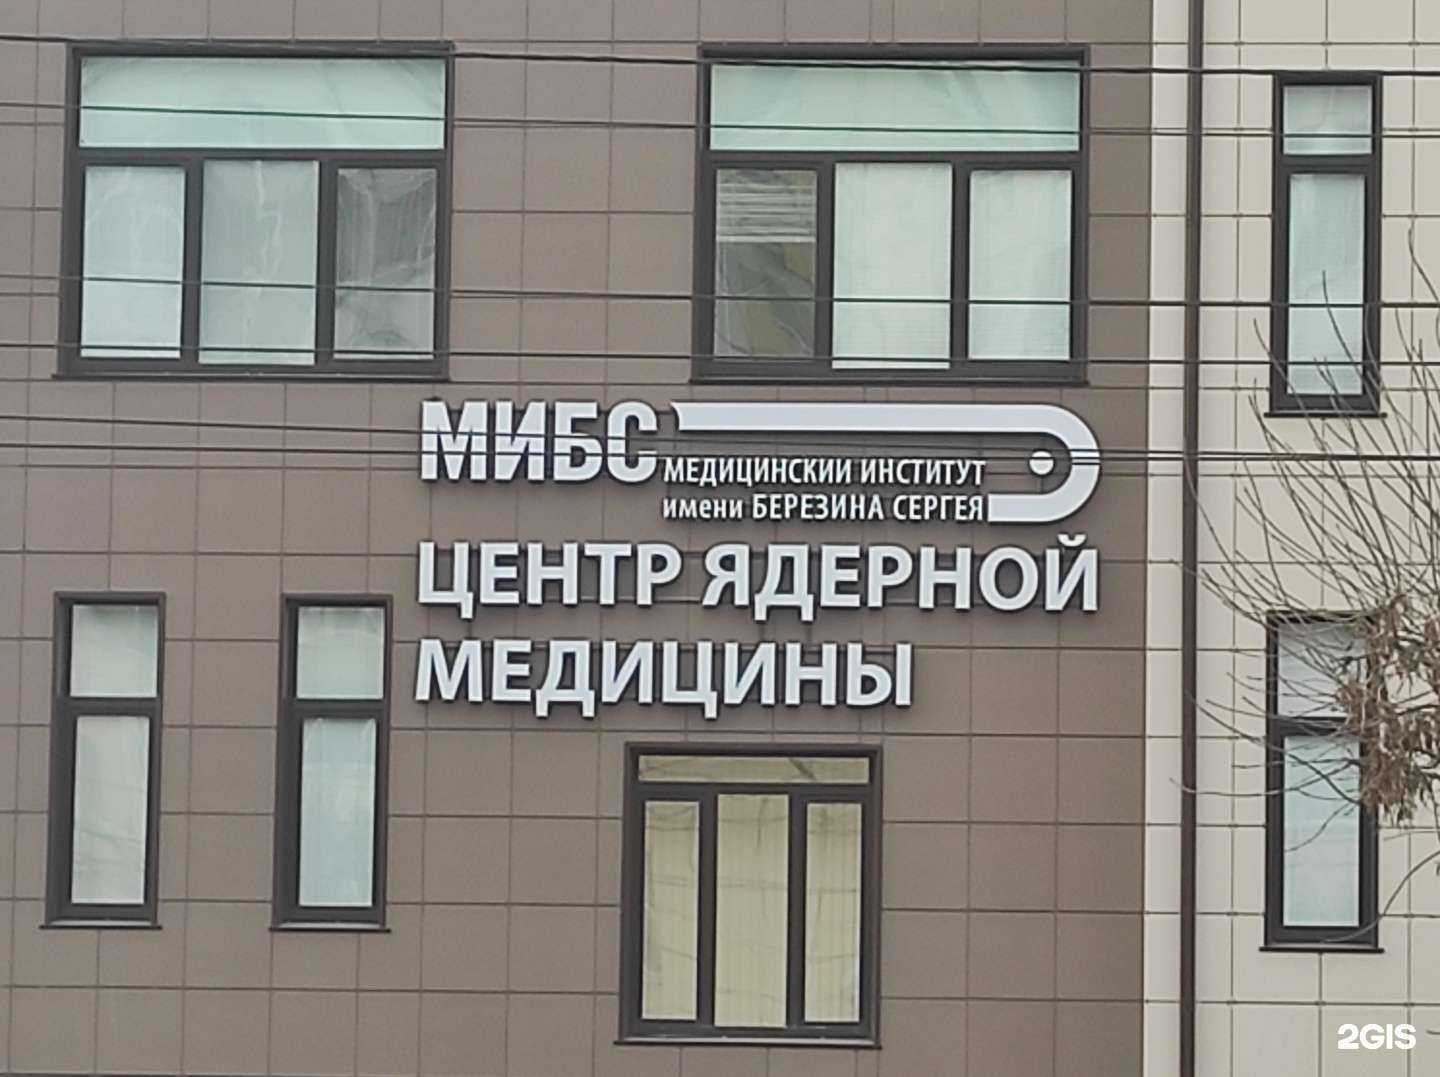 МИБС
МЕДИЦИНСКИЙ ИНСТИТУТ
имени БЕРЕЗИНА СЕРГЕЯ
ЦЕНТР ЯДЕРНОЙ
МЕДИЦИНЫ
2GIS